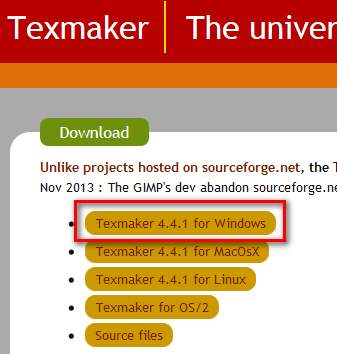 Texmaker The univer
Download
Unlike projects hosted on sourceforge.net, the T
Nov 2013 : The GIMP's dev abandon sourceforge.ne
Texmaker 4.4.1 for Windows
Texmaker 4.4.1 for MacOsX
Texmaker 4.4.1 for Linux
Texmaker for OS/2
Source files